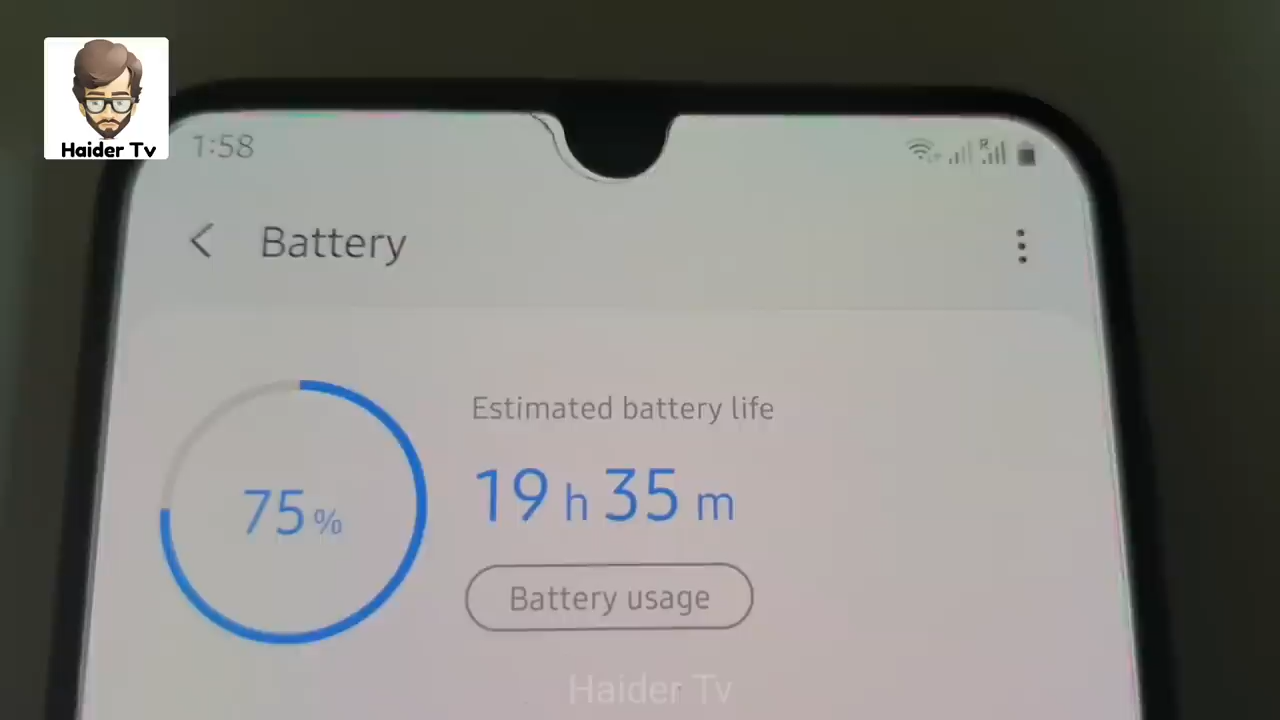 Haider Tv
1:58
R
Battery
Estimated battery life
75%
19 h 35 m
Battery usage
Haider Tv